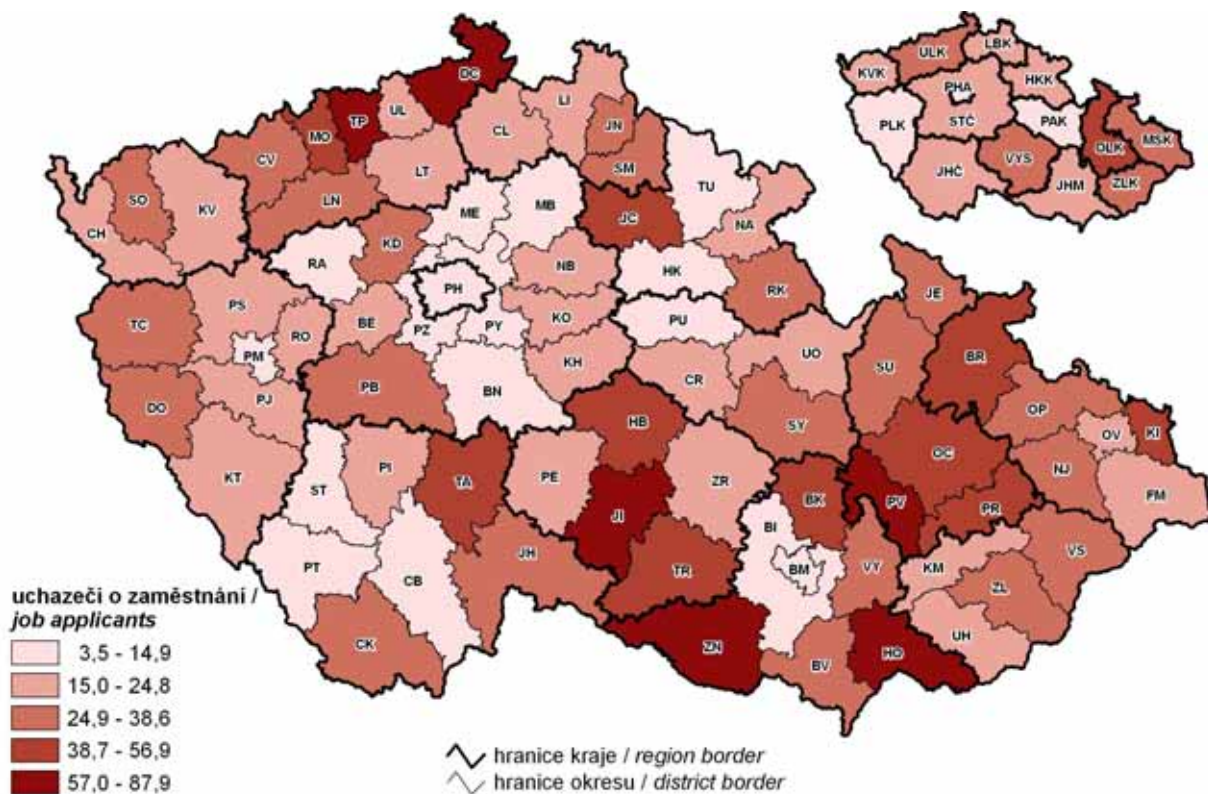 DC
LI
UL
TP
MO
CL
JN
CV
LT
SM
TU
SO
KV
LN
ME
MB
JC
NA
CH
KD
RA
NB
HK
PH
RK
TC
PS
RO
BE
PZ
PY
KO
PU
PM
UO
JE
BR
SU
DO
PJ
PB
BN
KH
CR
OP
HB
SY
OV
KI
KT
ST
PI
TA
PE
ZR
OC
NJ
JI
BK
PV
PR
FM
PT
CB
JH
TR
BI
BM
VY
KM
VS
ZL
CK
ZN
BV
HO
UH
ULK
LBK
KVK
HKK
PHA
STČ
PAK
PLK
OLK
MSK
VYS
JHČ
JHM
ZLK
uchazeči o zaměstnání /
job applicants
3,5 - 14,9
15,0 - 24,8
24,9 - 38,6
38,7 - 56,9
57,0 - 87,9
hranice kraje / region border
hranice okresu / district border